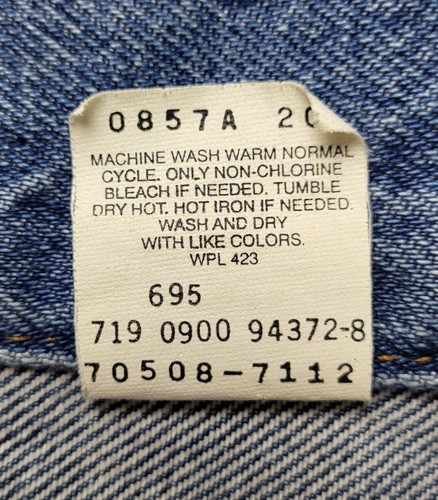 0857A 20
MACHINE WASH WARM NORMAL
CYCLE. ONLY NON-CHLORINE
BLEACH IF NEEDED. TUMBLE
DRY HOT. HOT IRON IF NEEDED.
WASH AND DRY
WITH LIKE COLORS.
WPL 423
695
719 0900 94372-8
70508-7112